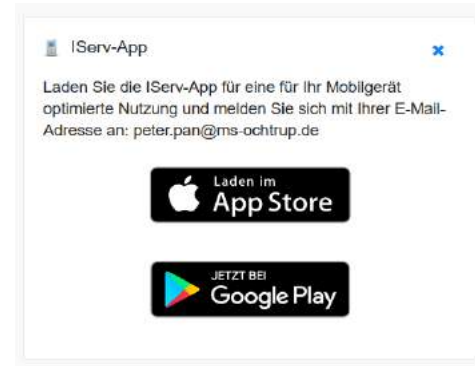 IServ-App
Laden Sie die IServ-App für eine für Ihr Mobilgerät
optimierte Nutzung und melden Sie sich mit Ihrer E-Mail-
Adresse an: peter.pan@ms-ochtrup.de
Laden im
App Store
JETZT BEI
Google Play